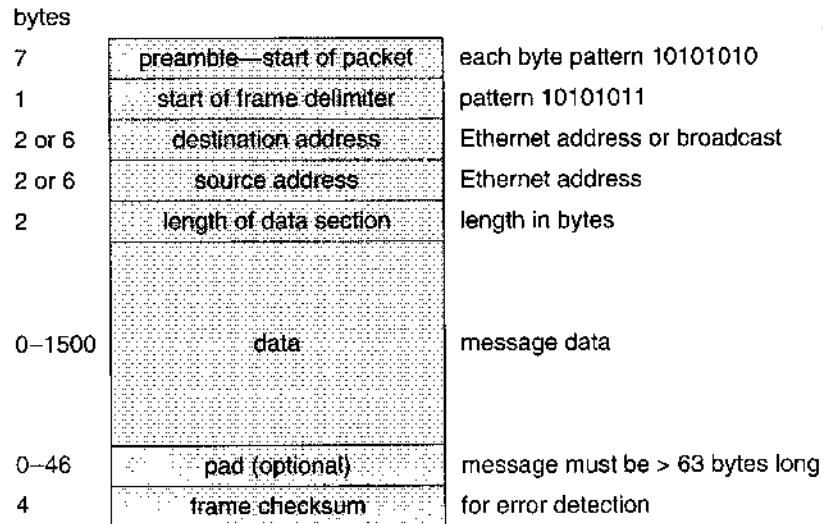 bytes
7 preamble—start of packet each byte pattern 10101010
1 start of frame delimiter pattern 10101011
2 or 6 destination address Ethernet address or broadcast
2 or 6 source address Ethernet address
2 length of data section length in bytes
0–1500 data message data
0–46 pad (optional) message must be > 63 bytes long
4 frame checksum for error detection